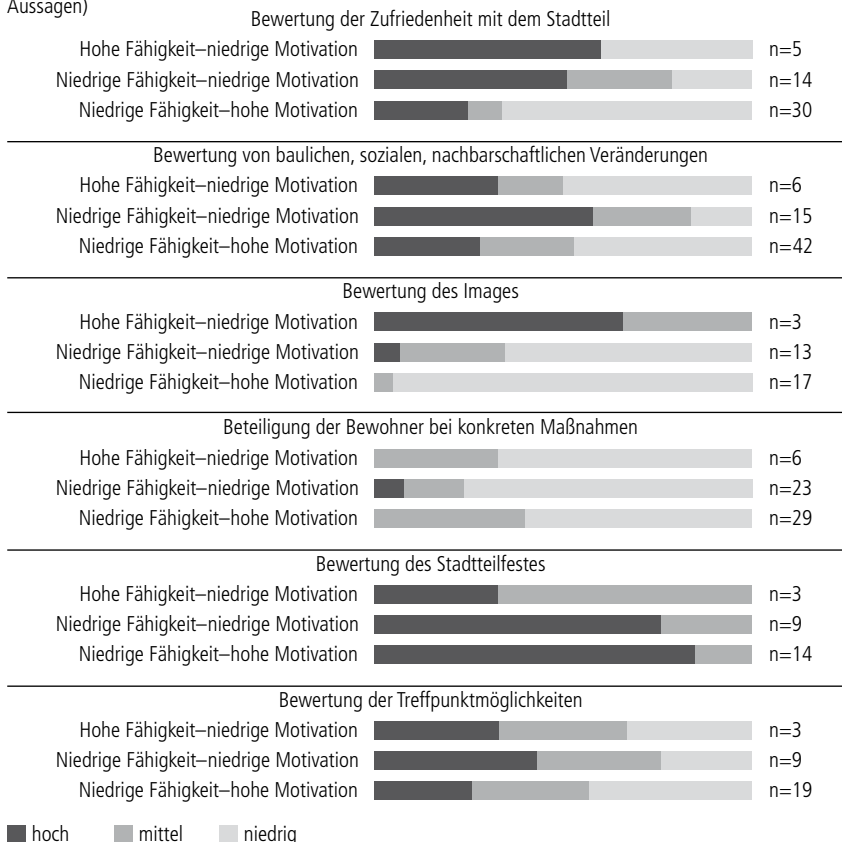 Aussagen)
Bewertung der Zufriedenheit mit dem Stadtteil
Hohe Fähigkeit–niedrige Motivation n=5
Niedrige Fähigkeit–niedrige Motivation n=14
Niedrige Fähigkeit–hohe Motivation n=30
Bewertung von baulichen, sozialen, nachbarschaftlichen Veränderungen
Hohe Fähigkeit–niedrige Motivation n=6
Niedrige Fähigkeit–niedrige Motivation n=15
Niedrige Fähigkeit–hohe Motivation n=42
Bewertung des Images
Hohe Fähigkeit–niedrige Motivation n=3
Niedrige Fähigkeit–niedrige Motivation n=13
Niedrige Fähigkeit–hohe Motivation n=17
Beteiligung der Bewohner bei konkreten Maßnahmen
Hohe Fähigkeit–niedrige Motivation n=6
Niedrige Fähigkeit–niedrige Motivation n=23
Niedrige Fähigkeit–hohe Motivation n=29
Bewertung des Stadtteilfestes
Hohe Fähigkeit–niedrige Motivation n=3
Niedrige Fähigkeit–niedrige Motivation n=9
Niedrige Fähigkeit–hohe Motivation n=14
Bewertung der Treffpunktmöglichkeiten
Hohe Fähigkeit–niedrige Motivation n=3
Niedrige Fähigkeit–niedrige Motivation n=9
Niedrige Fähigkeit–hohe Motivation n=19
hoch mittel niedrig